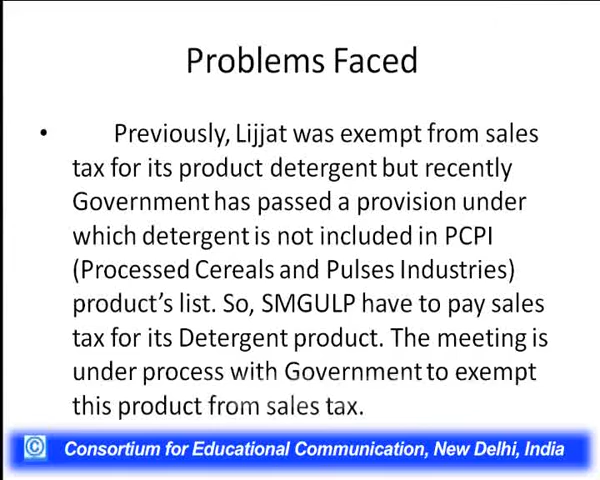 Problems Faced
• Previously, Lijjat was exempt from sales
tax for its product detergent but recently
Government has passed a provision under
which detergent is not included in PCPI
(Processed Cereals and Pulses Industries)
product's list. So, SMGULP have to pay sales
tax for its Detergent product. The meeting is
under process with Government to exempt
this product from sales tax.
© Consortium for Educational Communication, New Delhi, India